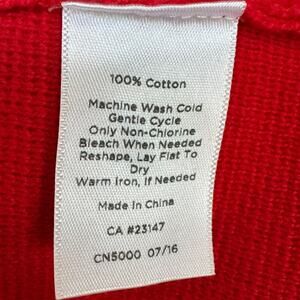 100% Cotton
Machine Wash Cold
Gentle Cycle
Only Non-Chlorine
Bleach When Needed
Reshape, Lay Flat To
Dry
Warm Iron, If Needed
Made in China
CA #23147
CN5000 07/16